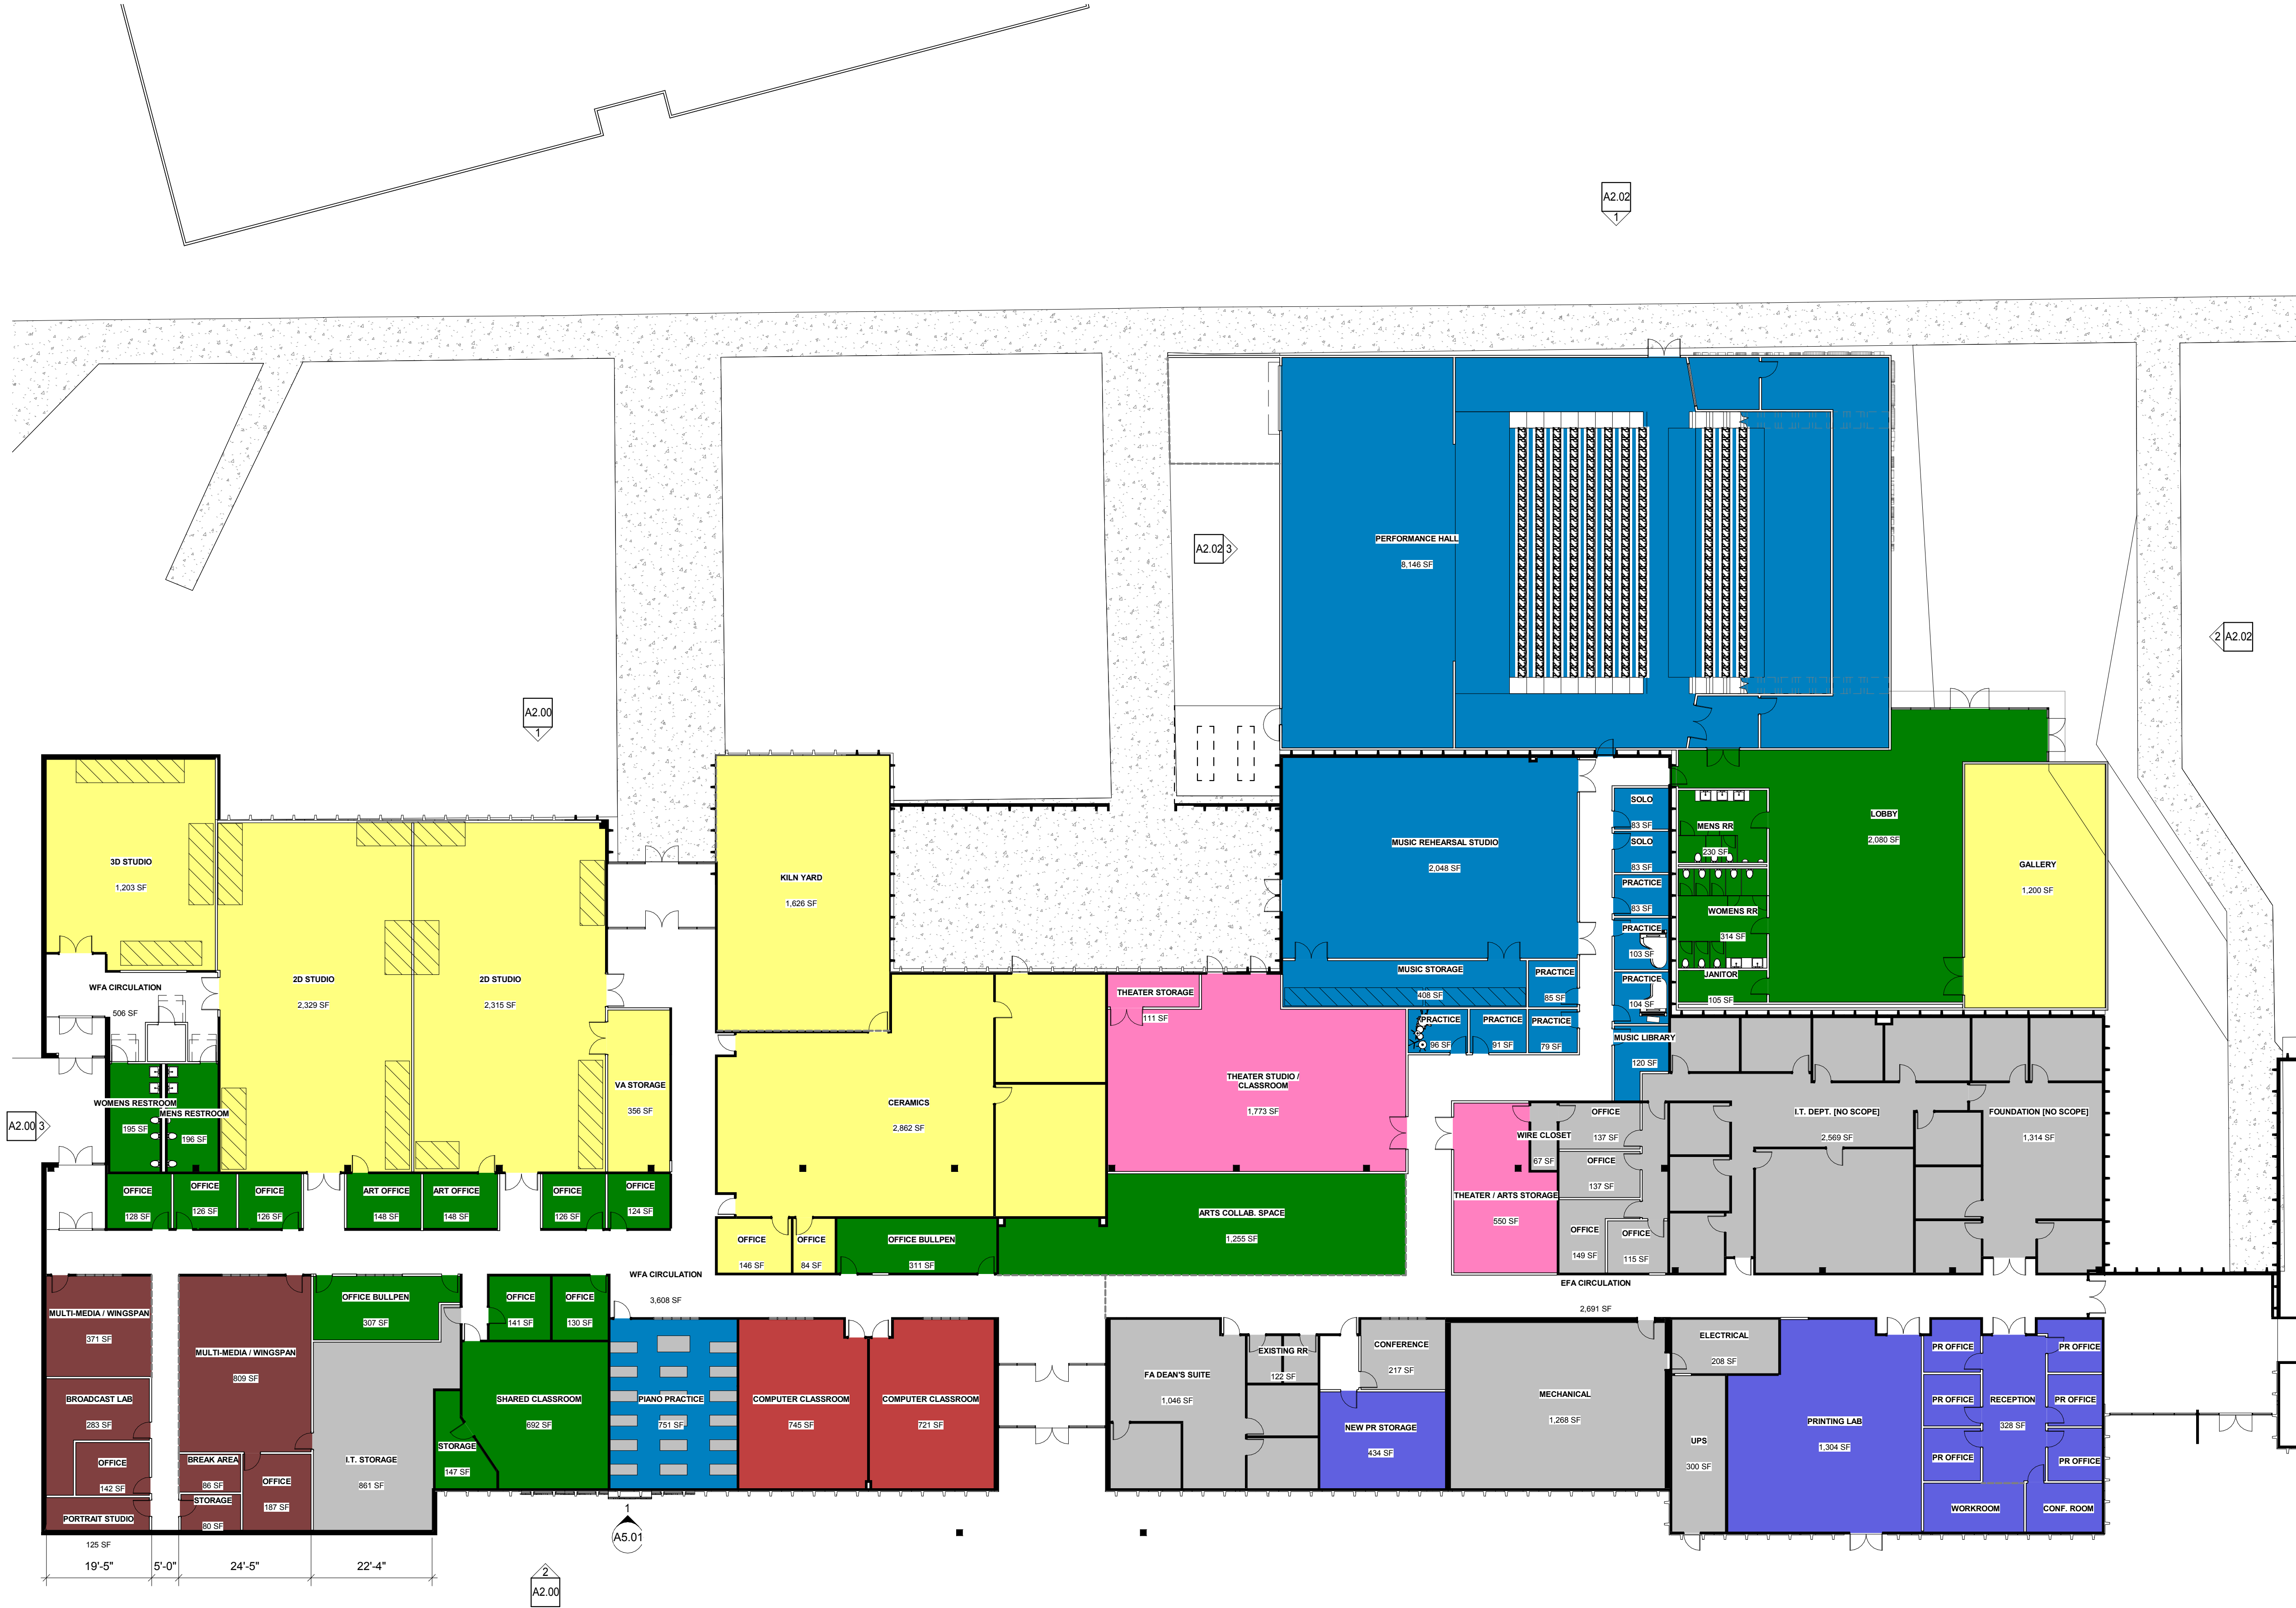 A2.02
1
PERFORMANCE HALL
8,146 SF
A2.02 3
2 A2.02
A2.00
1
3D STUDIO
1,203 SF
2D STUDIO
2,329 SF
2D STUDIO
2,315 SF
WFA CIRCULATION
506 SF
WOMENS RESTROOM
195 SF
MENS RESTROOM
196 SF
VA STORAGE
356 SF
A2.00 3
KILN YARD
1,626 SF
CERAMICS
2,862 SF
MUSIC REHEARSAL STUDIO
2,048 SF
MUSIC STORAGE
408 SF
SOLO
83 SF
SOLO
83 SF
PRACTICE
83 SF
PRACTICE
103 SF
PRACTICE
104 SF
MUSIC LIBRARY
120 SF
PRACTICE
85 SF
PRACTICE
96 SF
PRACTICE
91 SF
PRACTICE
79 SF
MENS RR
230 SF
WOMENS RR
314 SF
JANITOR
105 SF
LOBBY
2,080 SF
GALLERY
1,200 SF
THEATER STORAGE
111 SF
THEATER STUDIO /
CLASSROOM
1,773 SF
THEATER / ARTS STORAGE
550 SF
WIRE CLOSET
67 SF
OFFICE
137 SF
OFFICE
137 SF
OFFICE
149 SF
OFFICE
115 SF
I.T. DEPT. [NO SCOPE]
2,569 SF
FOUNDATION [NO SCOPE]
1,314 SF
OFFICE
128 SF
OFFICE
126 SF
OFFICE
126 SF
ART OFFICE
148 SF
ART OFFICE
148 SF
OFFICE
126 SF
OFFICE
124 SF
OFFICE
146 SF
OFFICE
84 SF
OFFICE BULLPEN
311 SF
ARTS COLLAB. SPACE
1,255 SF
WFA CIRCULATION
3,608 SF
EFA CIRCULATION
2,691 SF
MULTI-MEDIA / WINGSPAN
371 SF
BROADCAST LAB
283 SF
OFFICE
142 SF
PORTRAIT STUDIO
125 SF
MULTI-MEDIA / WINGSPAN
809 SF
BREAK AREA
86 SF
STORAGE
80 SF
OFFICE
187 SF
OFFICE BULLPEN
307 SF
I.T. STORAGE
861 SF
OFFICE
141 SF
OFFICE
130 SF
SHARED CLASSROOM
692 SF
STORAGE
147 SF
PIANO PRACTICE
751 SF
COMPUTER CLASSROOM
745 SF
COMPUTER CLASSROOM
721 SF
FA DEAN'S SUITE
1,046 SF
EXISTING RR
122 SF
CONFERENCE
217 SF
NEW PR STORAGE
434 SF
MECHANICAL
1,268 SF
ELECTRICAL
208 SF
UPS
300 SF
PRINTING LAB
1,304 SF
PR OFFICE
PR OFFICE
PR OFFICE
RECEPTION
328 SF
PR OFFICE
PR OFFICE
PR OFFICE
WORKROOM
CONF. ROOM
1
A5.01
19'-5"
5'-0"
24'-5"
22'-4"
2
A2.00